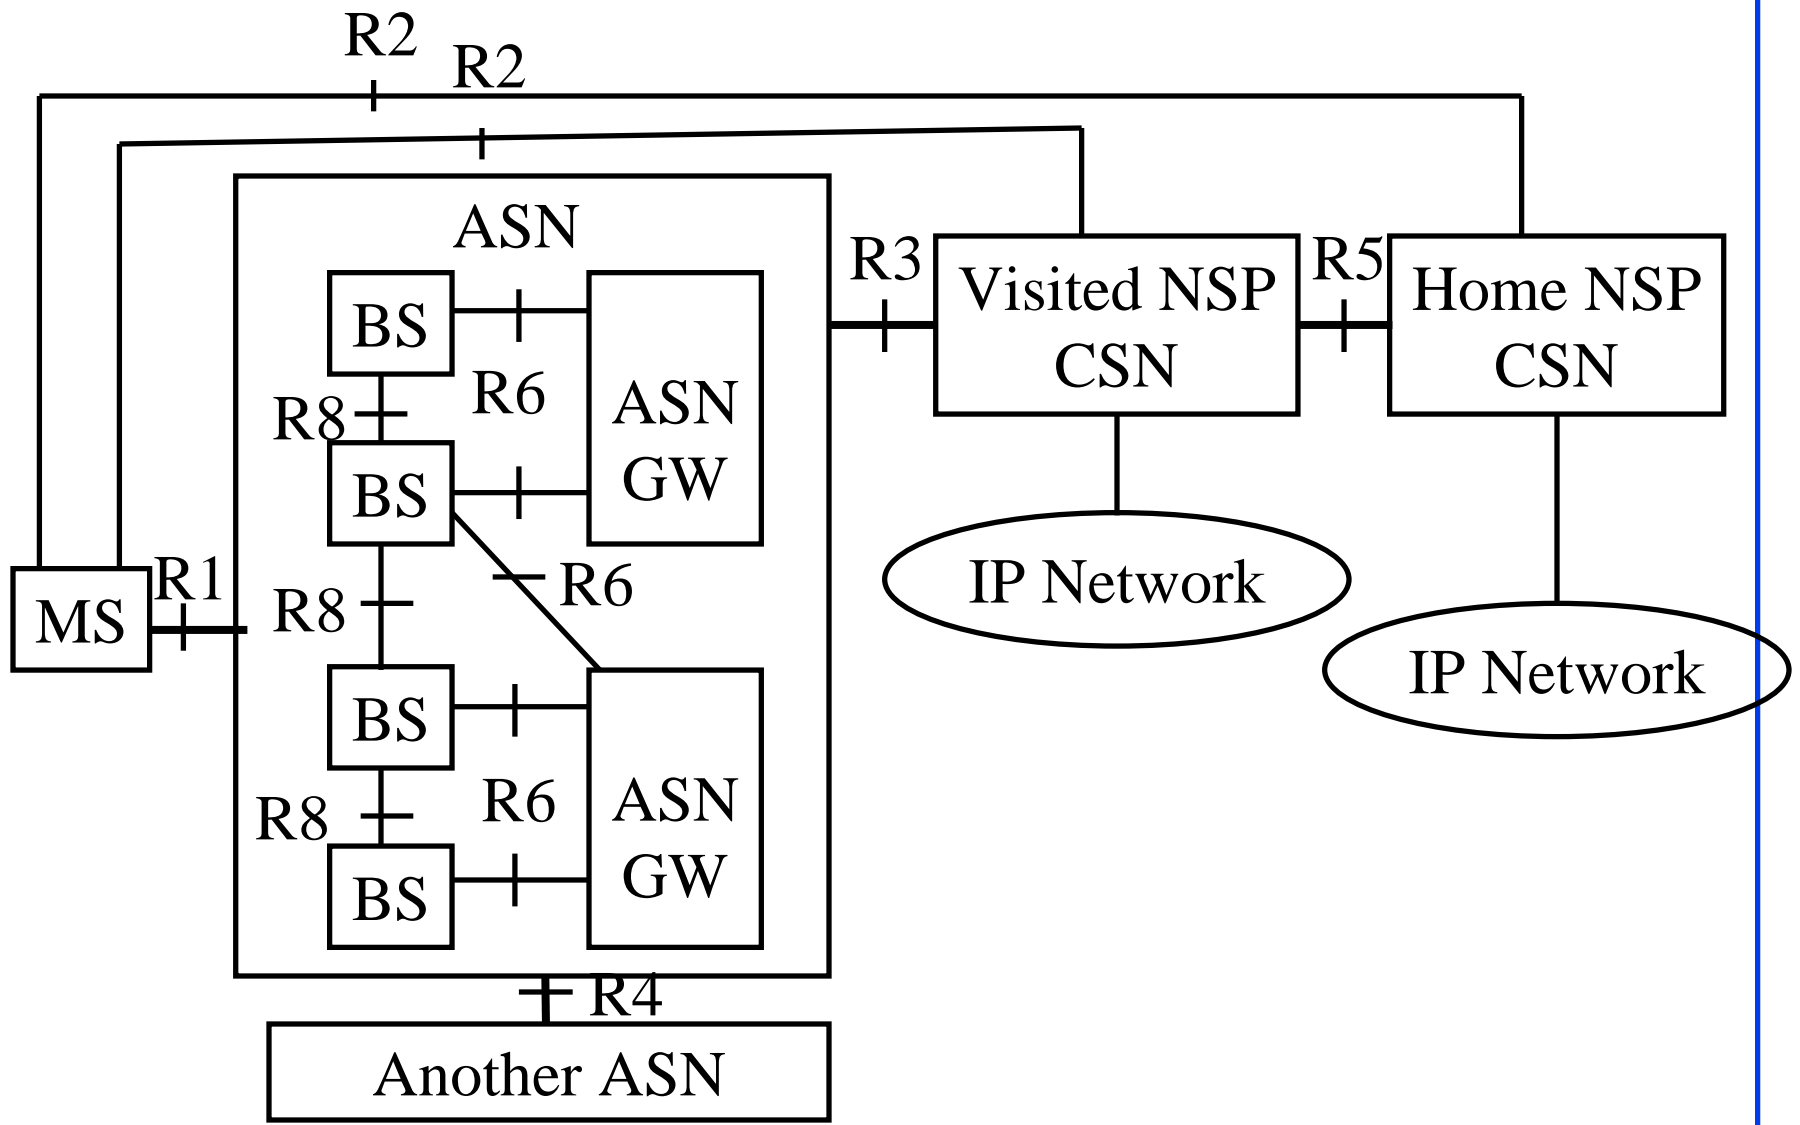 R2
R2
ASN
R3
Visited NSP
CSN
R5
Home NSP
CSN
BS
R6
R8
ASN
GW
BS
R6
R8
MS
R1
IP Network
IP Network
BS
R6
R8
ASN
GW
BS
R4
Another ASN